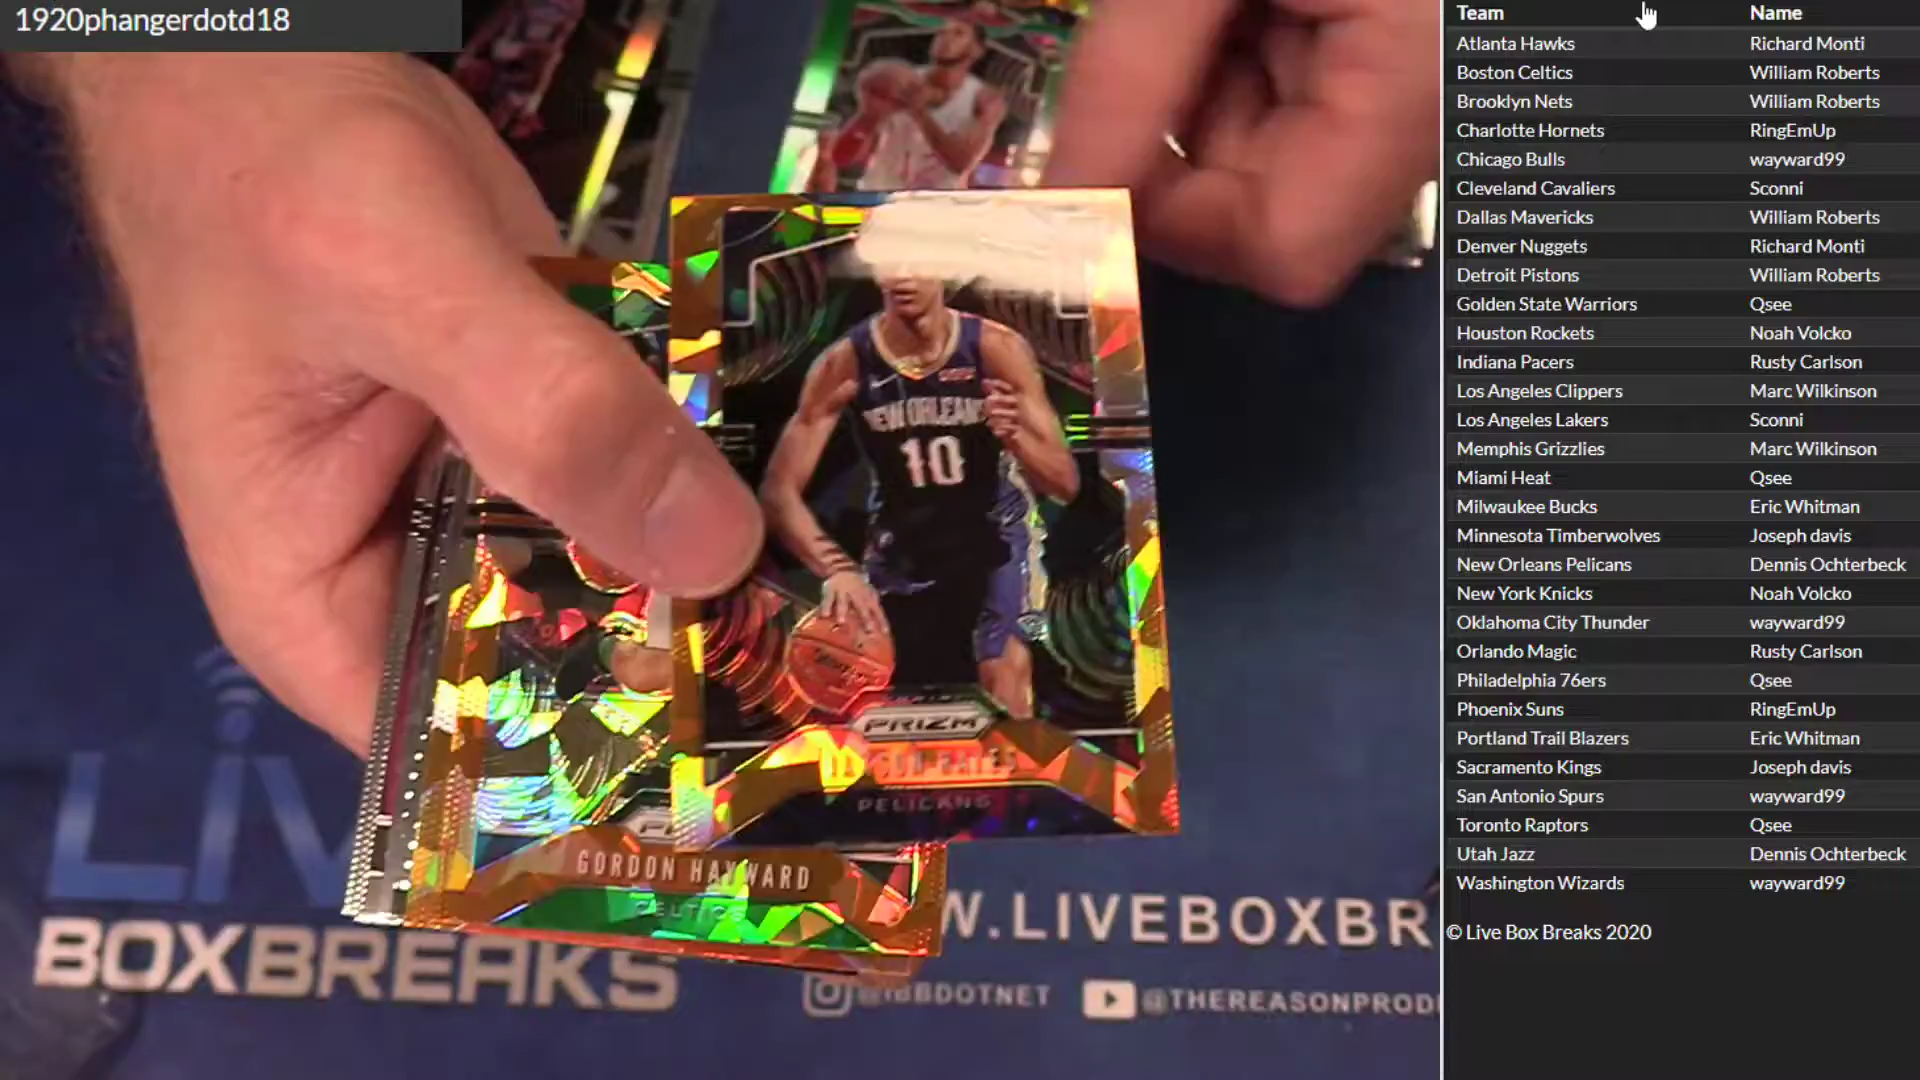 1920phangerdotd18
NEW ORLEANS
10
PRIZM
PELICANS
GORDON HAYWARD
CELTICS
LIV
BOXBREAKS
W.LIVEBOXBR
@LBBDOTNET
@THEREASONPROD
Team Name
Atlanta Hawks Richard Monti
Boston Celtics William Roberts
Brooklyn Nets William Roberts
Charlotte Hornets RingEmUp
Chicago Bulls wayward99
Cleveland Cavaliers Sconni
Dallas Mavericks William Roberts
Denver Nuggets Richard Monti
Detroit Pistons William Roberts
Golden State Warriors Qsee
Houston Rockets Noah Volcko
Indiana Pacers Rusty Carlson
Los Angeles Clippers Marc Wilkinson
Los Angeles Lakers Sconni
Memphis Grizzlies Marc Wilkinson
Miami Heat Qsee
Milwaukee Bucks Eric Whitman
Minnesota Timberwolves Joseph davis
New Orleans Pelicans Dennis Ochterbeck
New York Knicks Noah Volcko
Oklahoma City Thunder wayward99
Orlando Magic Rusty Carlson
Philadelphia 76ers Qsee
Phoenix Suns RingEmUp
Portland Trail Blazers Eric Whitman
Sacramento Kings Joseph davis
San Antonio Spurs wayward99
Toronto Raptors Qsee
Utah Jazz Dennis Ochterbeck
Washington Wizards wayward99
© Live Box Breaks 2020